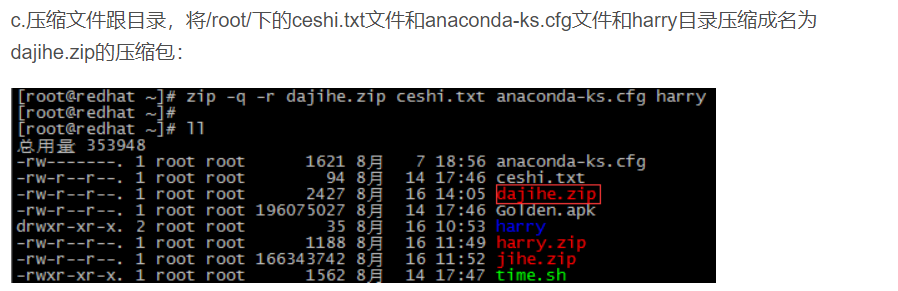 c.压缩文件跟目录，将/root/下的ceshi.txt文件和anaconda-ks.cfg文件和harry目录压缩成名为
dajihe.zip的压缩包：
[root@redhat ~]# zip -q -r dajihe.zip ceshi.txt anaconda-ks.cfg harry
[root@redhat ~]#
[root@redhat ~]# ll
总用量 353948
-rw-------. 1 root root 1621 8月 7 18:56 anaconda-ks.cfg
-rw-r--r--. 1 root root 94 8月 14 17:46 ceshi.txt
-rw-r--r--. 1 root root 2427 8月 16 14:05 dajihe.zip
-rw-r--r--. 1 root root 196075027 8月 14 17:46 Golden.apk
drwxr-xr-x. 2 root root 35 8月 16 10:53 harry
-rw-r--r--. 1 root root 1188 8月 16 11:49 harry.zip
-rw-r--r--. 1 root root 166343742 8月 16 11:52 jihe.zip
-rwxr-xr-x. 1 root root 1562 8月 14 17:47 time.sh